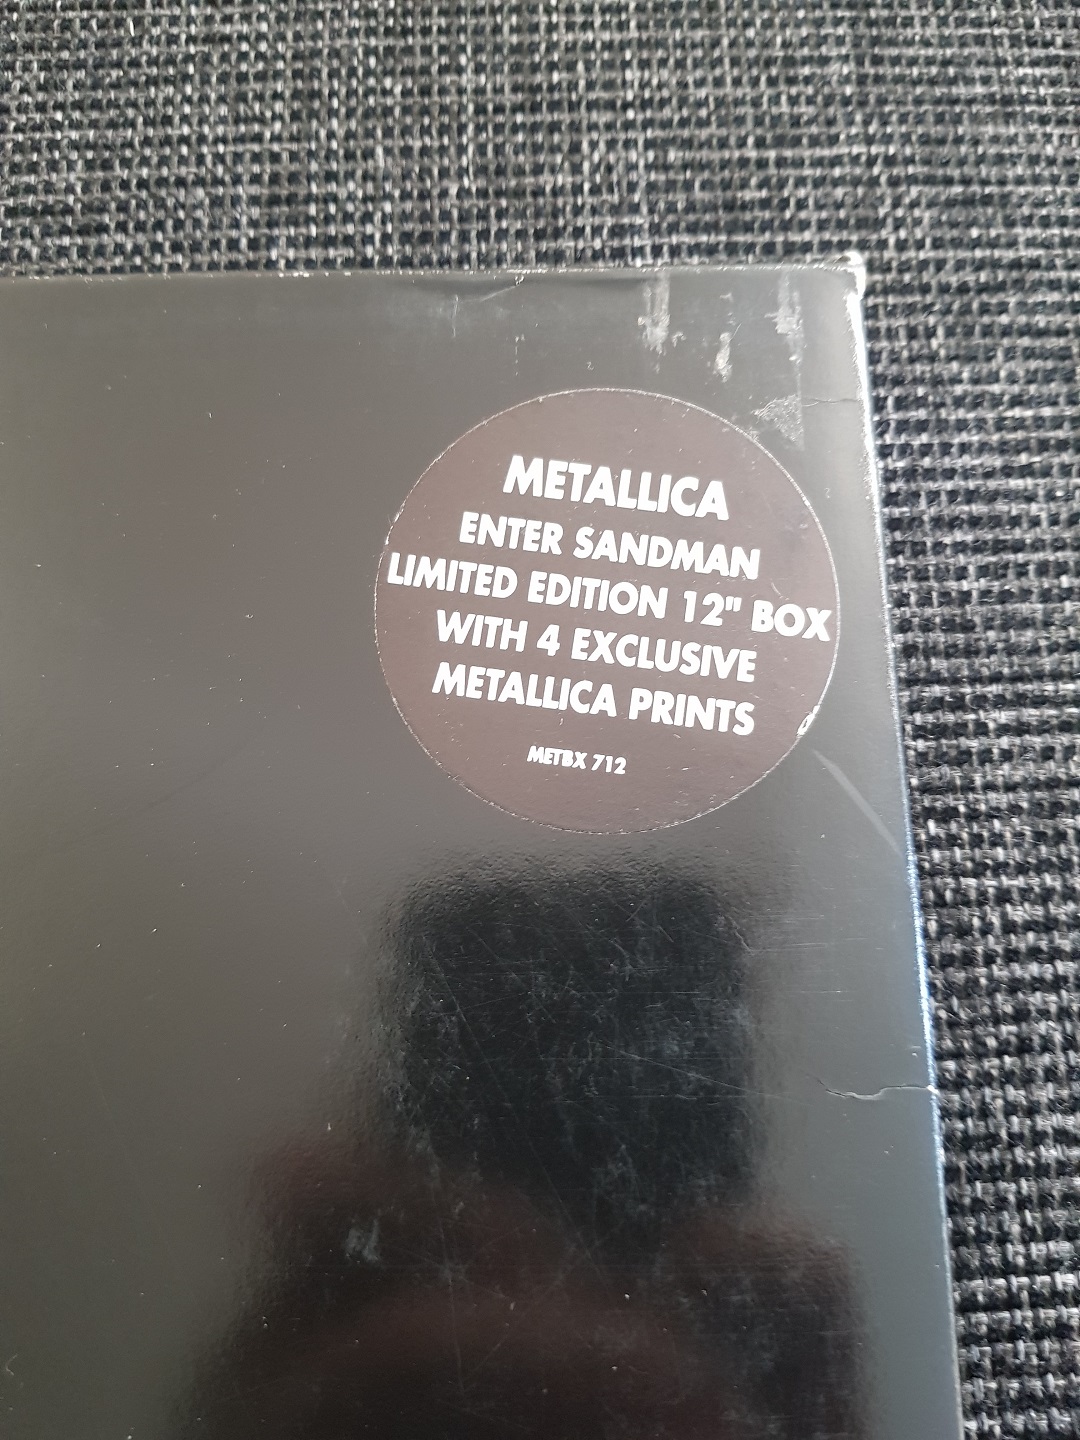 METALLICA
ENTER SANDMAN
LIMITED EDITION 12" BOX
WITH 4 EXCLUSIVE
METALLICA PRINTS
METBX 712